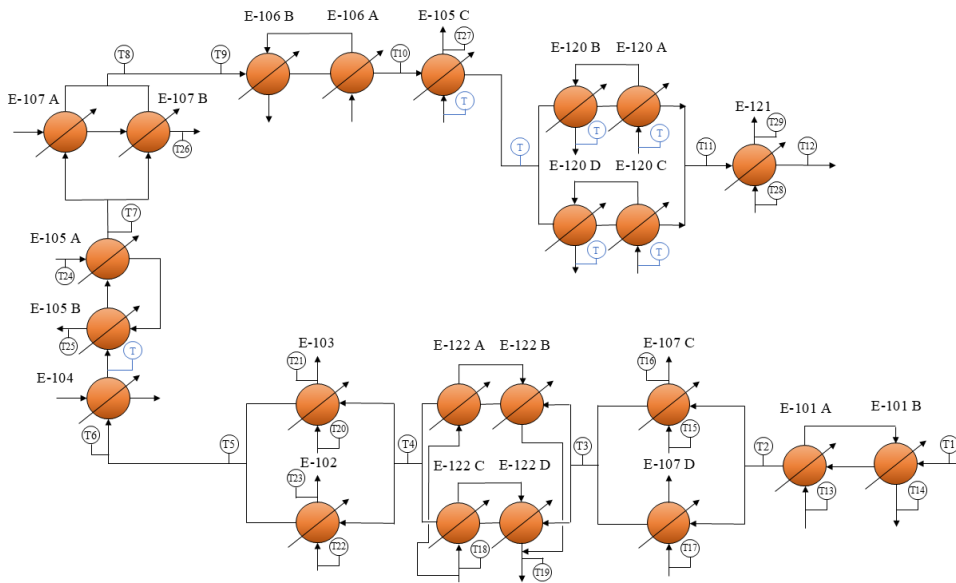 E-106 B
E-106 A
E-105 C
T27
T8
T9
T10
E-120 B
E-120 A
E-107 A
E-107 B
T
E-121
T29
T26
T
T
T
T11
T12
E-120 D
E-120 C
T28
T7
E-105 A
T24
T
T
E-105 B
T25
T
E-103
E-122 A
E-122 B
E-107 C
E-104
T21
T16
E-101 A
E-101 B
T20
T15
T6
T5
T4
T3
T2
T1
E-102
E-122 C
E-122 D
E-107 D
T23
T13
T14
T22
T18
T19
T17